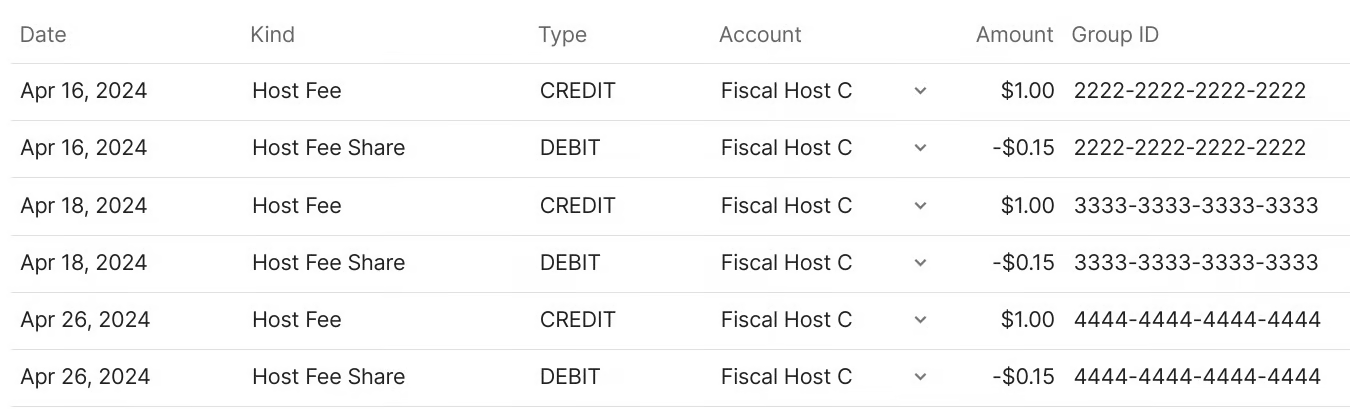 Date Kind Type Account Amount Group ID
Apr 16, 2024 Host Fee CREDIT Fiscal Host C $1.00 2222-2222-2222-2222
Apr 16, 2024 Host Fee Share DEBIT Fiscal Host C -$0.15 2222-2222-2222-2222
Apr 18, 2024 Host Fee CREDIT Fiscal Host C $1.00 3333-3333-3333-3333
Apr 18, 2024 Host Fee Share DEBIT Fiscal Host C -$0.15 3333-3333-3333-3333
Apr 26, 2024 Host Fee CREDIT Fiscal Host C $1.00 4444-4444-4444-4444
Apr 26, 2024 Host Fee Share DEBIT Fiscal Host C -$0.15 4444-4444-4444-4444